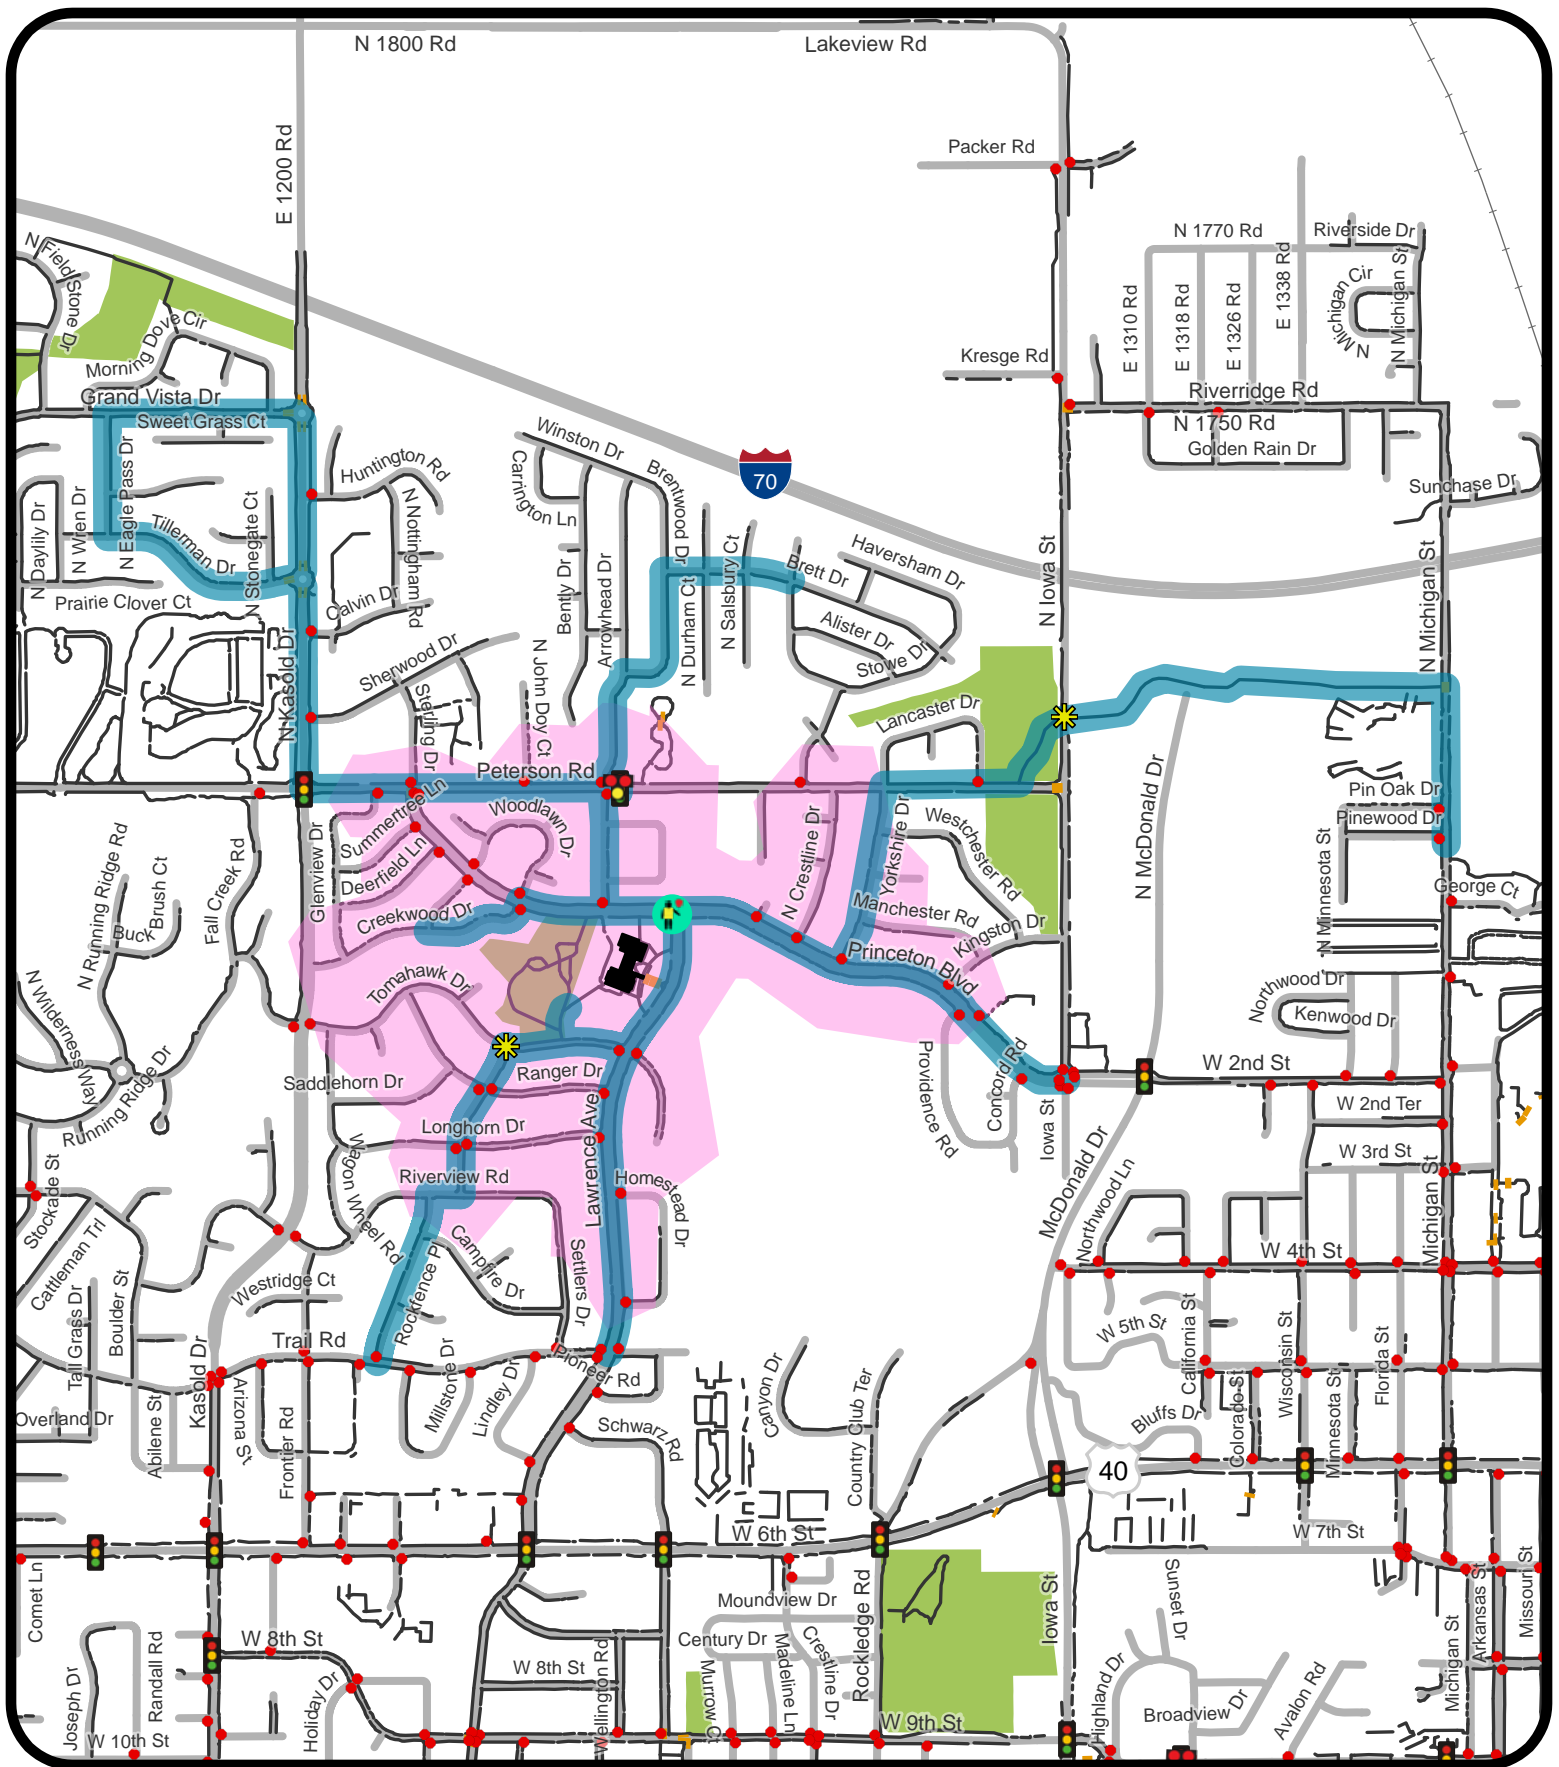 N 1800 Rd
Lakeview Rd
E 1200 Rd
Packer Rd
N 1770 Rd
Riverside Dr
N Field Stone Dr
E 1338 Rd
N Michigan Cir
N Michigan St
E 1310 Rd
E 1318 Rd
E 1326 Rd
N
Morning Dove Cir
Kresge Rd
Riverridge Rd
Grand Vista Dr
Sweet Grass Ct
N 1750 Rd
Golden Rain Dr
Winston Dr
Huntington Rd
Carrington Ln
Brentwood Dr
70
Sunchase Dr
N Eagle Pass Dr
N Wren Dr
N Daylily Dr
Tillerman Dr
N Stonegate Ct
N Nottingham Rd
N Salsbury Ct
Haversham Dr
Brett Dr
N Iowa St
N Michigan St
Prairie Clover Ct
Calvin Dr
Bently Dr
Arrowhead Dr
N Durham Ct
Alister Dr
Stowe Dr
N Kasold Dr
Sherwood Dr
Sterling Dr
N John Doy Ct
Lancaster Dr
Peterson Rd
N McDonald Dr
Pin Oak Dr
Pinewood Dr
Summertree Ln
Woodlawn Dr
Deerfield Ln
Glenview Dr
N Crestline Dr
Yorkshire Dr
Westchester Rd
N Minnesota St
George Ct
N Running Ridge Rd
Buck Brush Ct
Fall Creek Rd
Creekwood Dr
Manchester Rd
Kingston Dr
Princeton Blvd
Tomahawk Dr
Northwood Dr
Kenwood Dr
N Wilderness Way
Running Ridge Dr
Saddlehorn Dr
Ranger Dr
Providence Rd
Concord Rd
Iowa St
W 2nd St
W 2nd Ter
Lawrence Ave
Longhorn Dr
Wagon Wheel Rd
Riverview Rd
Homestead Dr
McDonald Dr
Northwood Ln
W 3rd St
Michigan St
Stockade St
Cattleman Trl
Campfire Dr
Settlers Dr
W 4th St
Westridge Ct
Rockfence Pl
Tall Grass Dr
Boulder St
Trail Rd
W 5th St
California St
Wisconsin St
Florida St
Pioneer Rd
Kasold Dr
Arizona St
Millstone Dr
Lindley Dr
Canyon Dr
Country Club Ter
Overland Dr
Abilene St
Frontier Rd
Schwarz Rd
Bluffs Dr
Colorado St
Minnesota St
40
W 6th St
W 7th St
Comet Ln
Moundview Dr
Rockledge Rd
Iowa St
Sunset Dr
Arkansas St
Missouri St
W 8th St
Century Dr
W 8th St
Crestline Dr
Madeline Ln
Murrow Ct
Wellington Rd
Michigan St
Joseph Dr
Randall Rd
Holiday Dr
Highland Dr
Broadview Dr
Avalon Rd
W 9th St
W 10th St